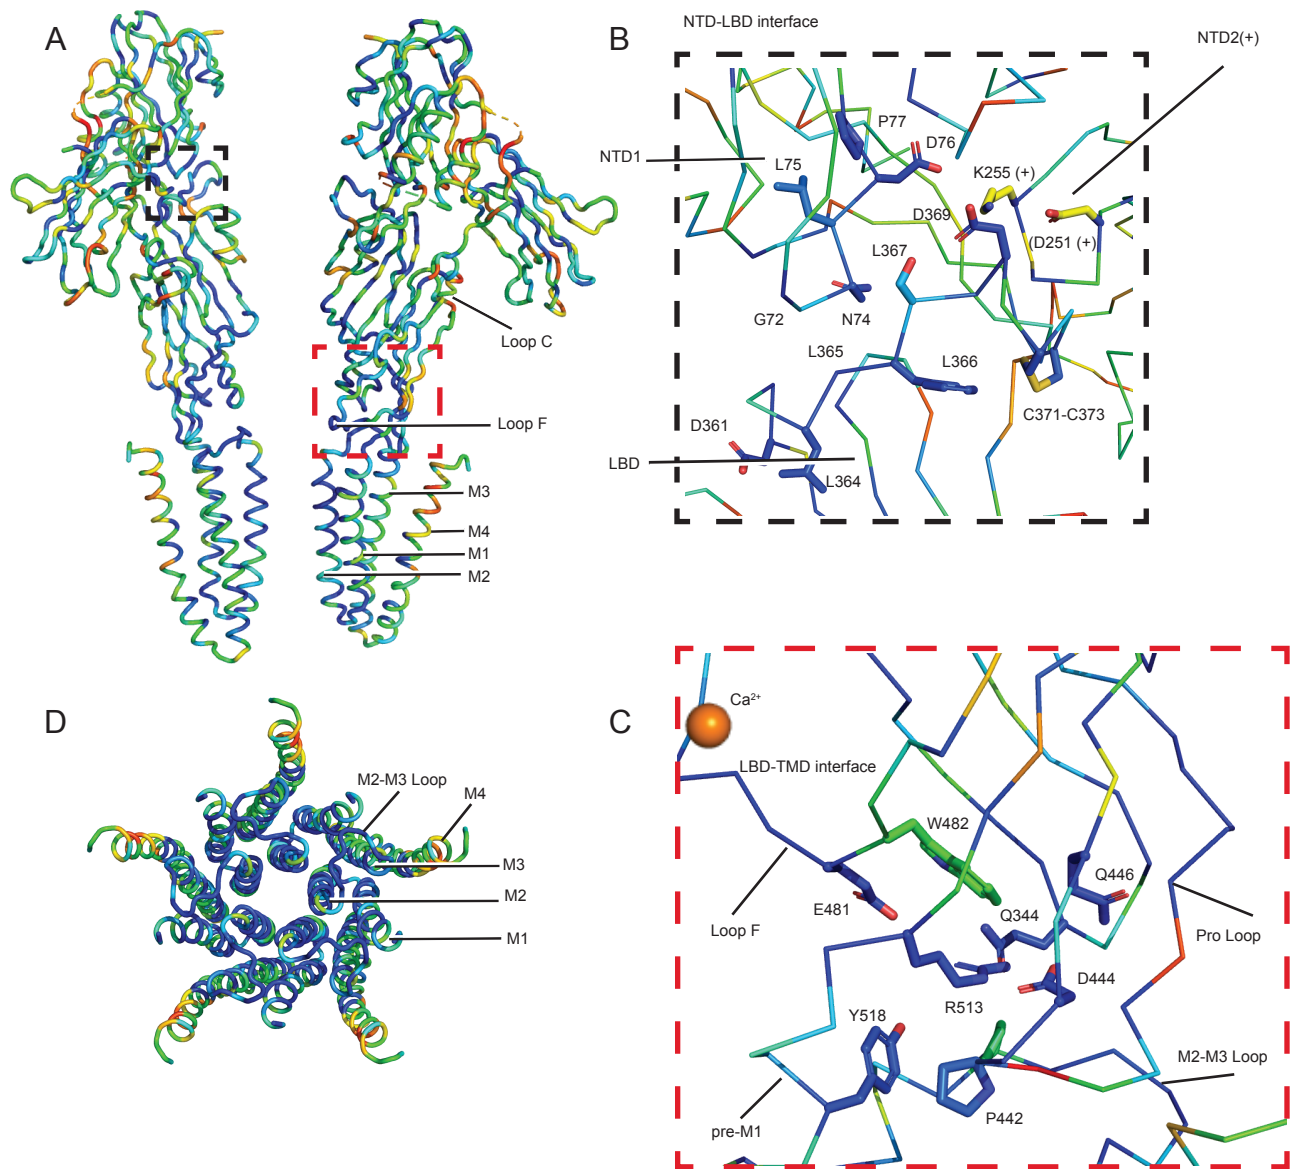 A
Loop C
Loop F
M3
M4
M1
M2
B
NTD-LBD interface
NTD2(+)
NTD1
P77
D76
L75
K255 (+)
D369
(D251 (+)
L367
G72
N74
L365
L366
C371-C373
D361
LBD
L364
D
M2-M3 Loop
M4
M3
M2
M1
C
Ca²⁺
LBD-TMD interface
W482
Q446
E481
Loop F
Q344
Pro Loop
D444
R513
Y518
M2-M3 Loop
P442
pre-M1